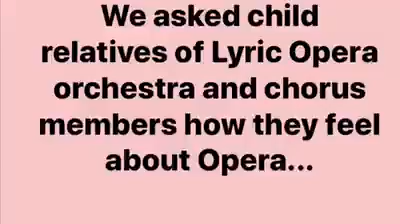 We asked child
relatives of Lyric Opera
orchestra and chorus
members how they feel
about Opera...